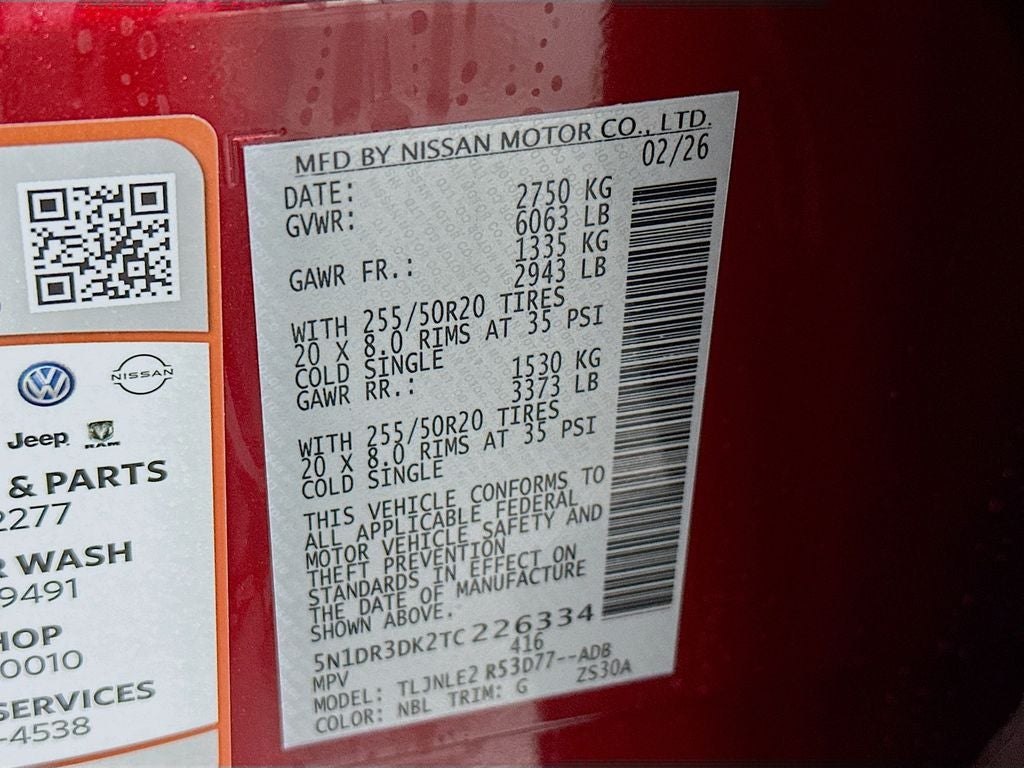 MFD BY NISSAN MOTOR CO., LTD.
DATE: 02/26
GVWR: 2750 KG
6063 LB
GAWR FR.: 1335 KG
2943 LB
WITH 255/50R20 TIRES
20 X 8.0 RIMS AT 35 PSI
COLD SINGLE
GAWR RR.: 1530 KG
3373 LB
WITH 255/50R20 TIRES
20 X 8.0 RIMS AT 35 PSI
COLD SINGLE
THIS VEHICLE CONFORMS TO
ALL APPLICABLE FEDERAL
MOTOR VEHICLE SAFETY AND
THEFT PREVENTION
STANDARDS IN EFFECT ON
THE DATE OF MANUFACTURE
SHOWN ABOVE.
5N1DR3DK2TC226334
MPV 416
MODEL: TLJNLE2 R53D77--ADB
COLOR: NBL TRIM: G ZS30A
VW NISSAN
Jeep RAM
& PARTS
2277
R WASH
9491
HOP
0010
SERVICES
-4538